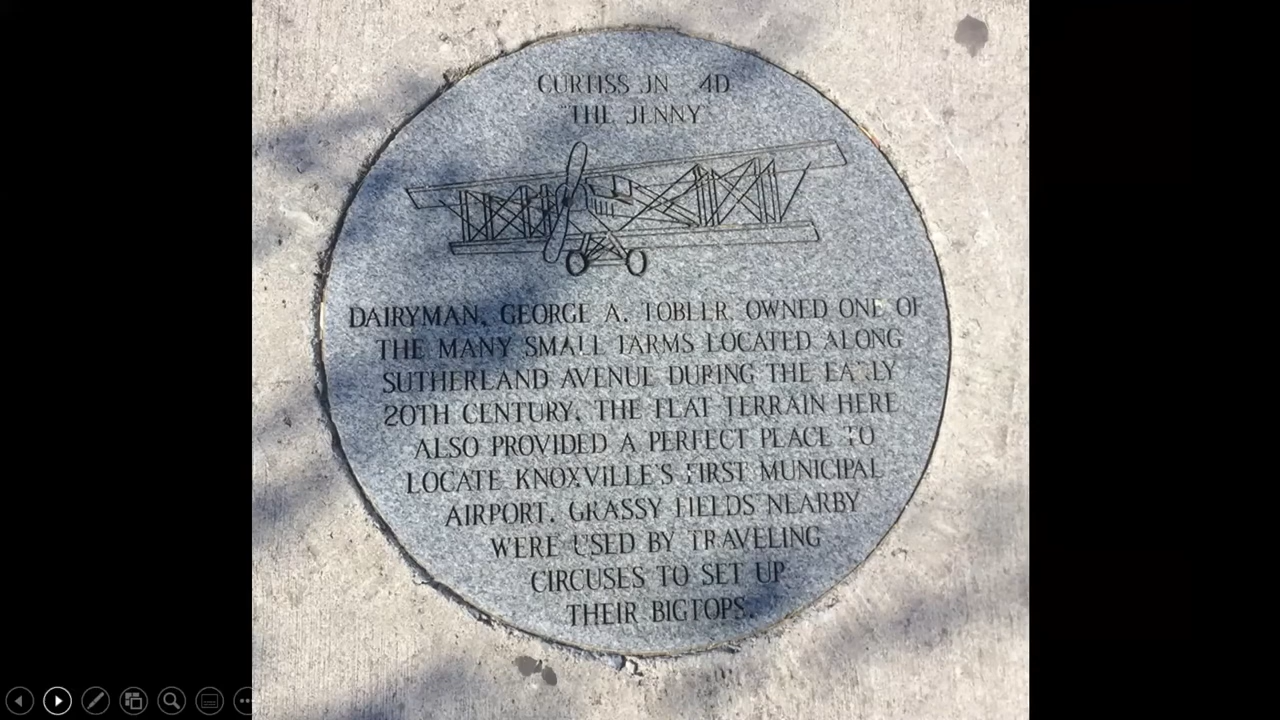 CURTISS JN 4D
"THE JENNY"
DAIRYMAN, GEORGE A. TOBLER, OWNED ONE OF
THE MANY SMALL FARMS LOCATED ALONG
SUTHERLAND AVENUE DURING THE EARLY
20TH CENTURY. THE FLAT TERRAIN HERE
ALSO PROVIDED A PERFECT PLACE TO
LOCATE KNOXVILLE'S FIRST MUNICIPAL
AIRPORT. GRASSY FIELDS NEARBY
WERE USED BY TRAVELING
CIRCUSES TO SET UP
THEIR BIGTOPS.